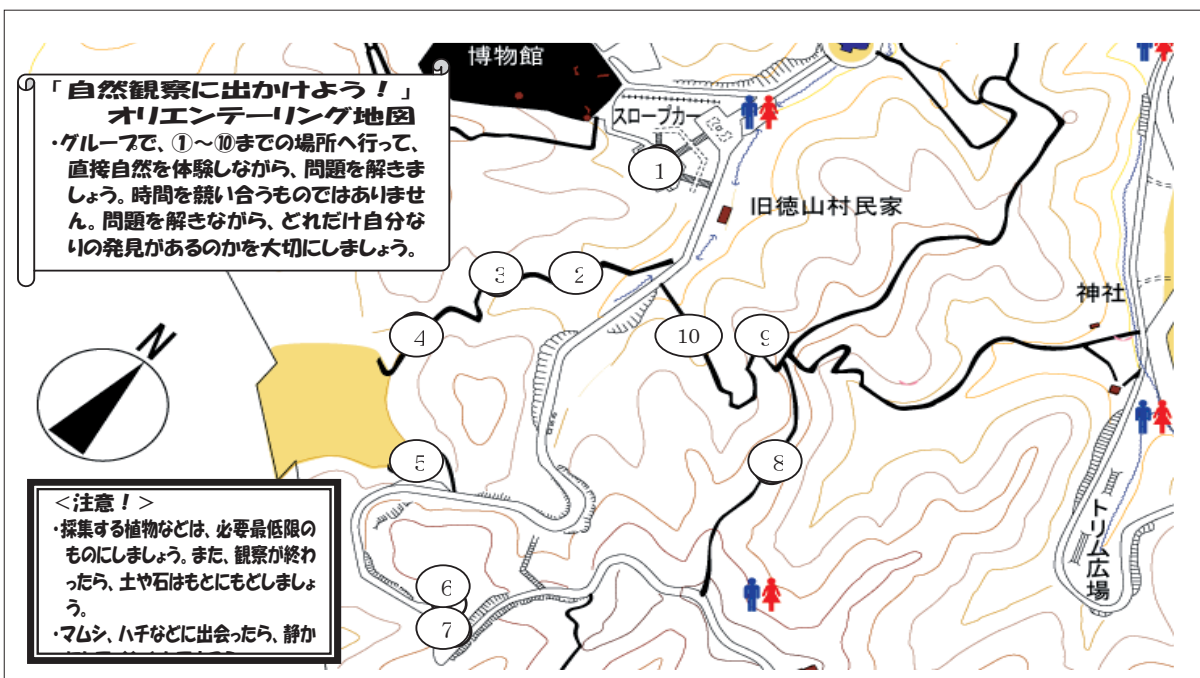 博物館
「自然観察に出かけよう！」
オリエンテーリング地図
・グループで、①～⑩までの場所へ行って、
直接自然を体験しながら、問題を解きま
しょう。時間を競い合うものではありませ
ん。問題を解きながら、どれだけ自分な
りの発見があるのかを大切にしましょう。
スロープカー
1
旧徳山村民家
3
2
神社
4
10
9
N
5
8
＜注意！＞
・採集する植物などは、必要最低限の
ものにしましょう。また、観察が終わ
ったら、土や石はもとにもどしましょ
う。
・マムシ、ハチなどに出会ったら、静か
トリム広場
6
7